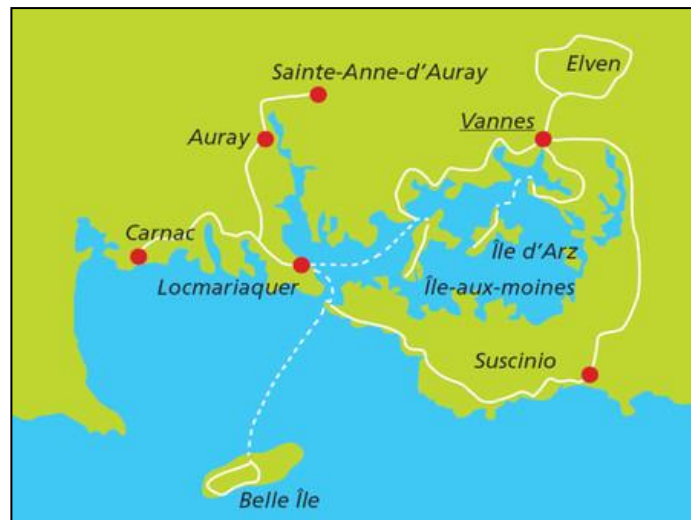 Elven
Sainte-Anne-d'Auray
Vannes
Auray
Carnac
Île d'Arz
Locmariaquer
Île-aux-moines
Suscinio
Belle Île